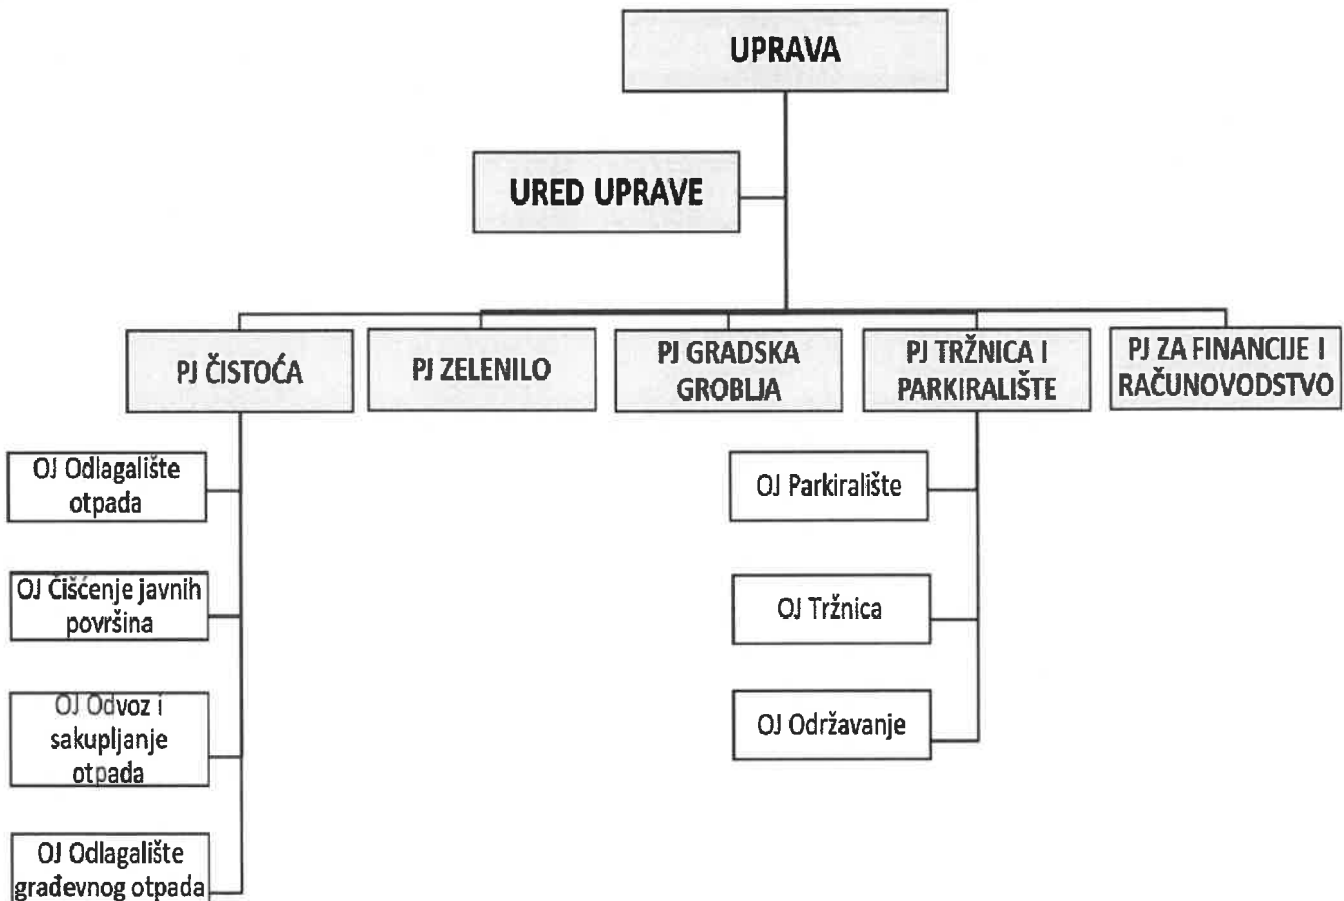 UPRAVA
URED UPRAVE
PJ ČISTOĆA
PJ ZELENILO
PJ GRADSKA
GROBLJA
PJ TRŽNICA I
PARKIRALIŠTE
PJ ZA FINANCIJE I
RAČUNOVODSTVO
OJ Odlagalište
otpada
OJ Čišćenje javnih
površina
OJ Odvoz i
sakupljanje
otpada
OJ Odlagalište
građevnog otpada
OJ Parkiralište
OJ Tržnica
OJ Održavanje